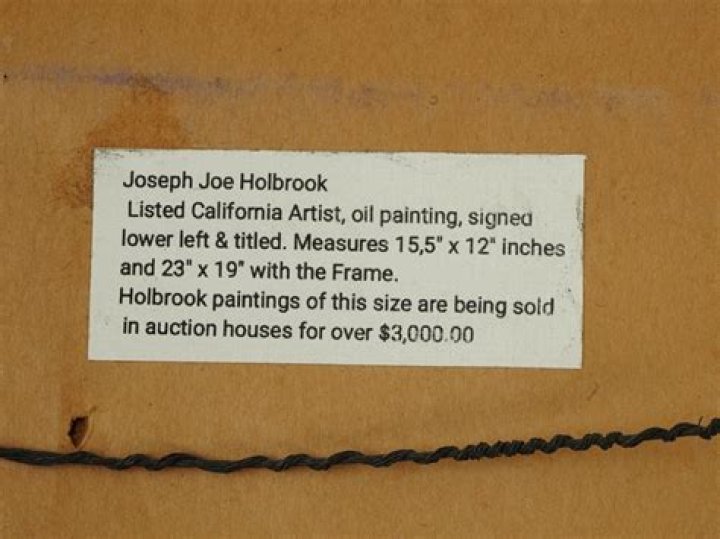 Joseph Joe Holbrook
Listed California Artist, oil painting, signed
lower left & titled. Measures 15,5" x 12" inches
and 23" x 19" with the Frame.
Holbrook paintings of this size are being sold
in auction houses for over $3,000.00